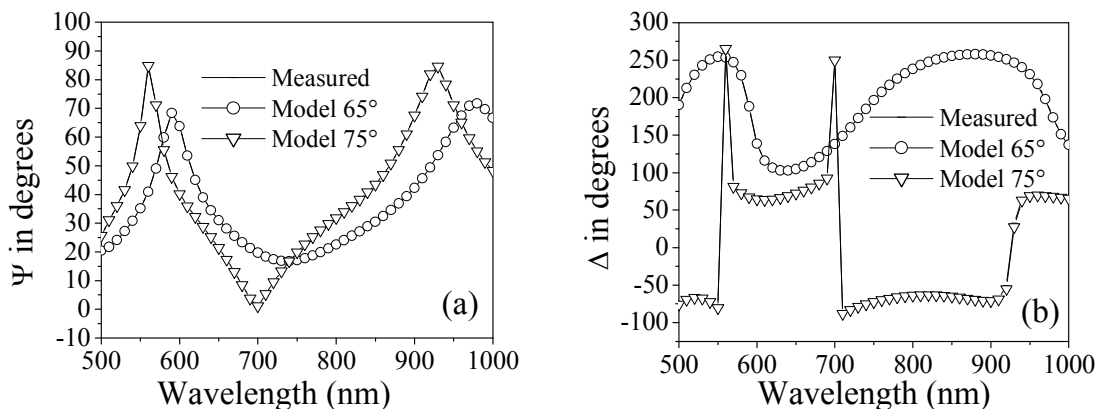 100
90
80
70
60
50
40
30
20
10
0
-10
Ψ in degrees
Measured
Model 65°
Model 75°
(a)
500 600 700 800 900 1000
Wavelength (nm)
300
250
200
150
100
50
0
-50
-100
Δ in degrees
Measured
Model 65°
Model 75°
(b)
500 600 700 800 900 1000
Wavelength (nm)